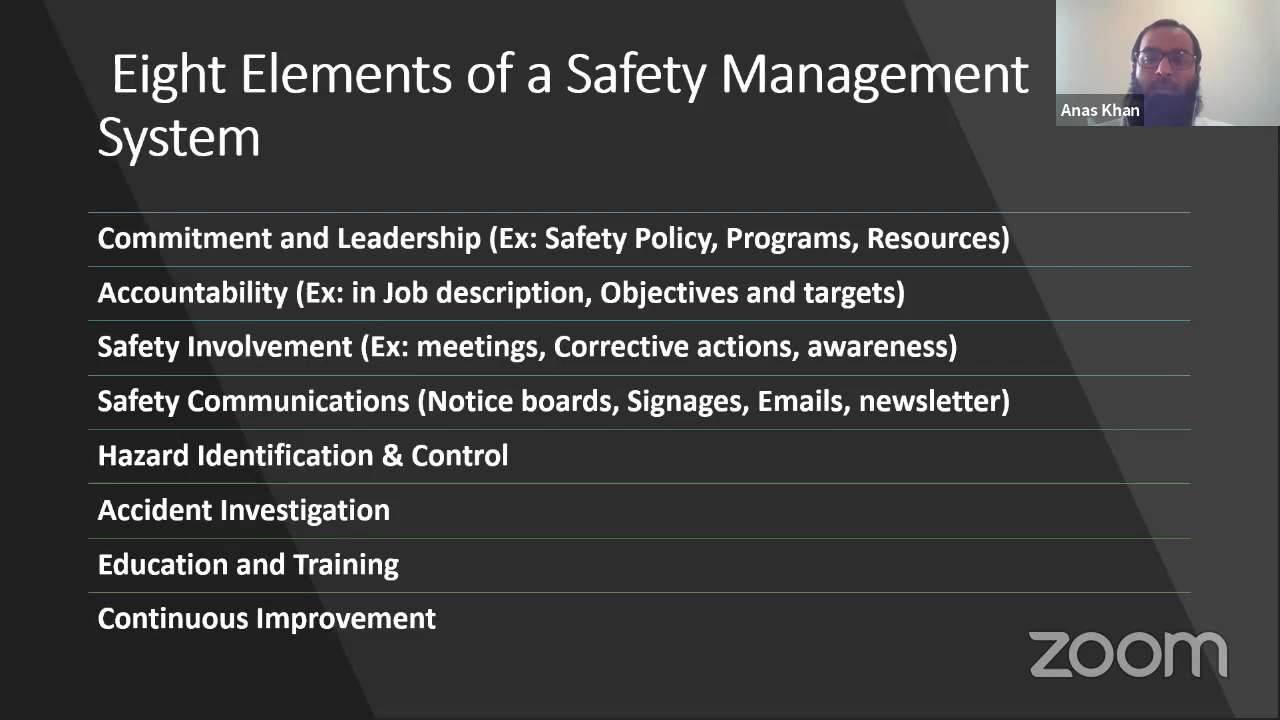 Eight Elements of a Safety Management
System
Anas Khan
Commitment and Leadership (Ex: Safety Policy, Programs, Resources)
Accountability (Ex: in Job description, Objectives and targets)
Safety Involvement (Ex: meetings, Corrective actions, awareness)
Safety Communications (Notice boards, Signages, Emails, newsletter)
Hazard Identification & Control
Accident Investigation
Education and Training
Continuous Improvement
zoom